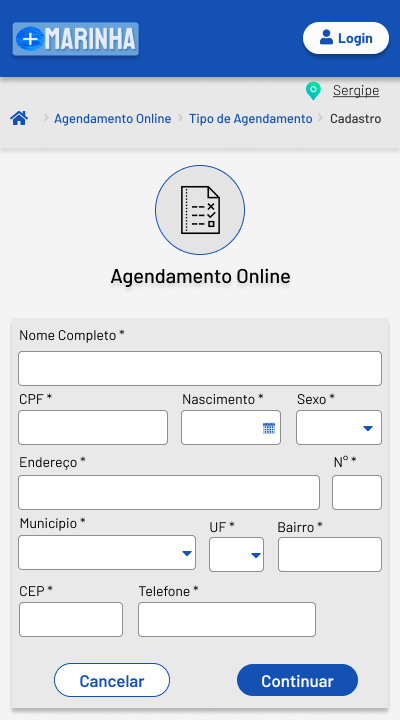 MARINHA
Login
Sergipe
Agendamento Online > Tipo de Agendamento > Cadastro
Agendamento Online
Nome Completo *
CPF * Nascimento * Sexo *
Endereço * N° *
Município * UF * Bairro *
CEP * Telefone *
Cancelar Continuar